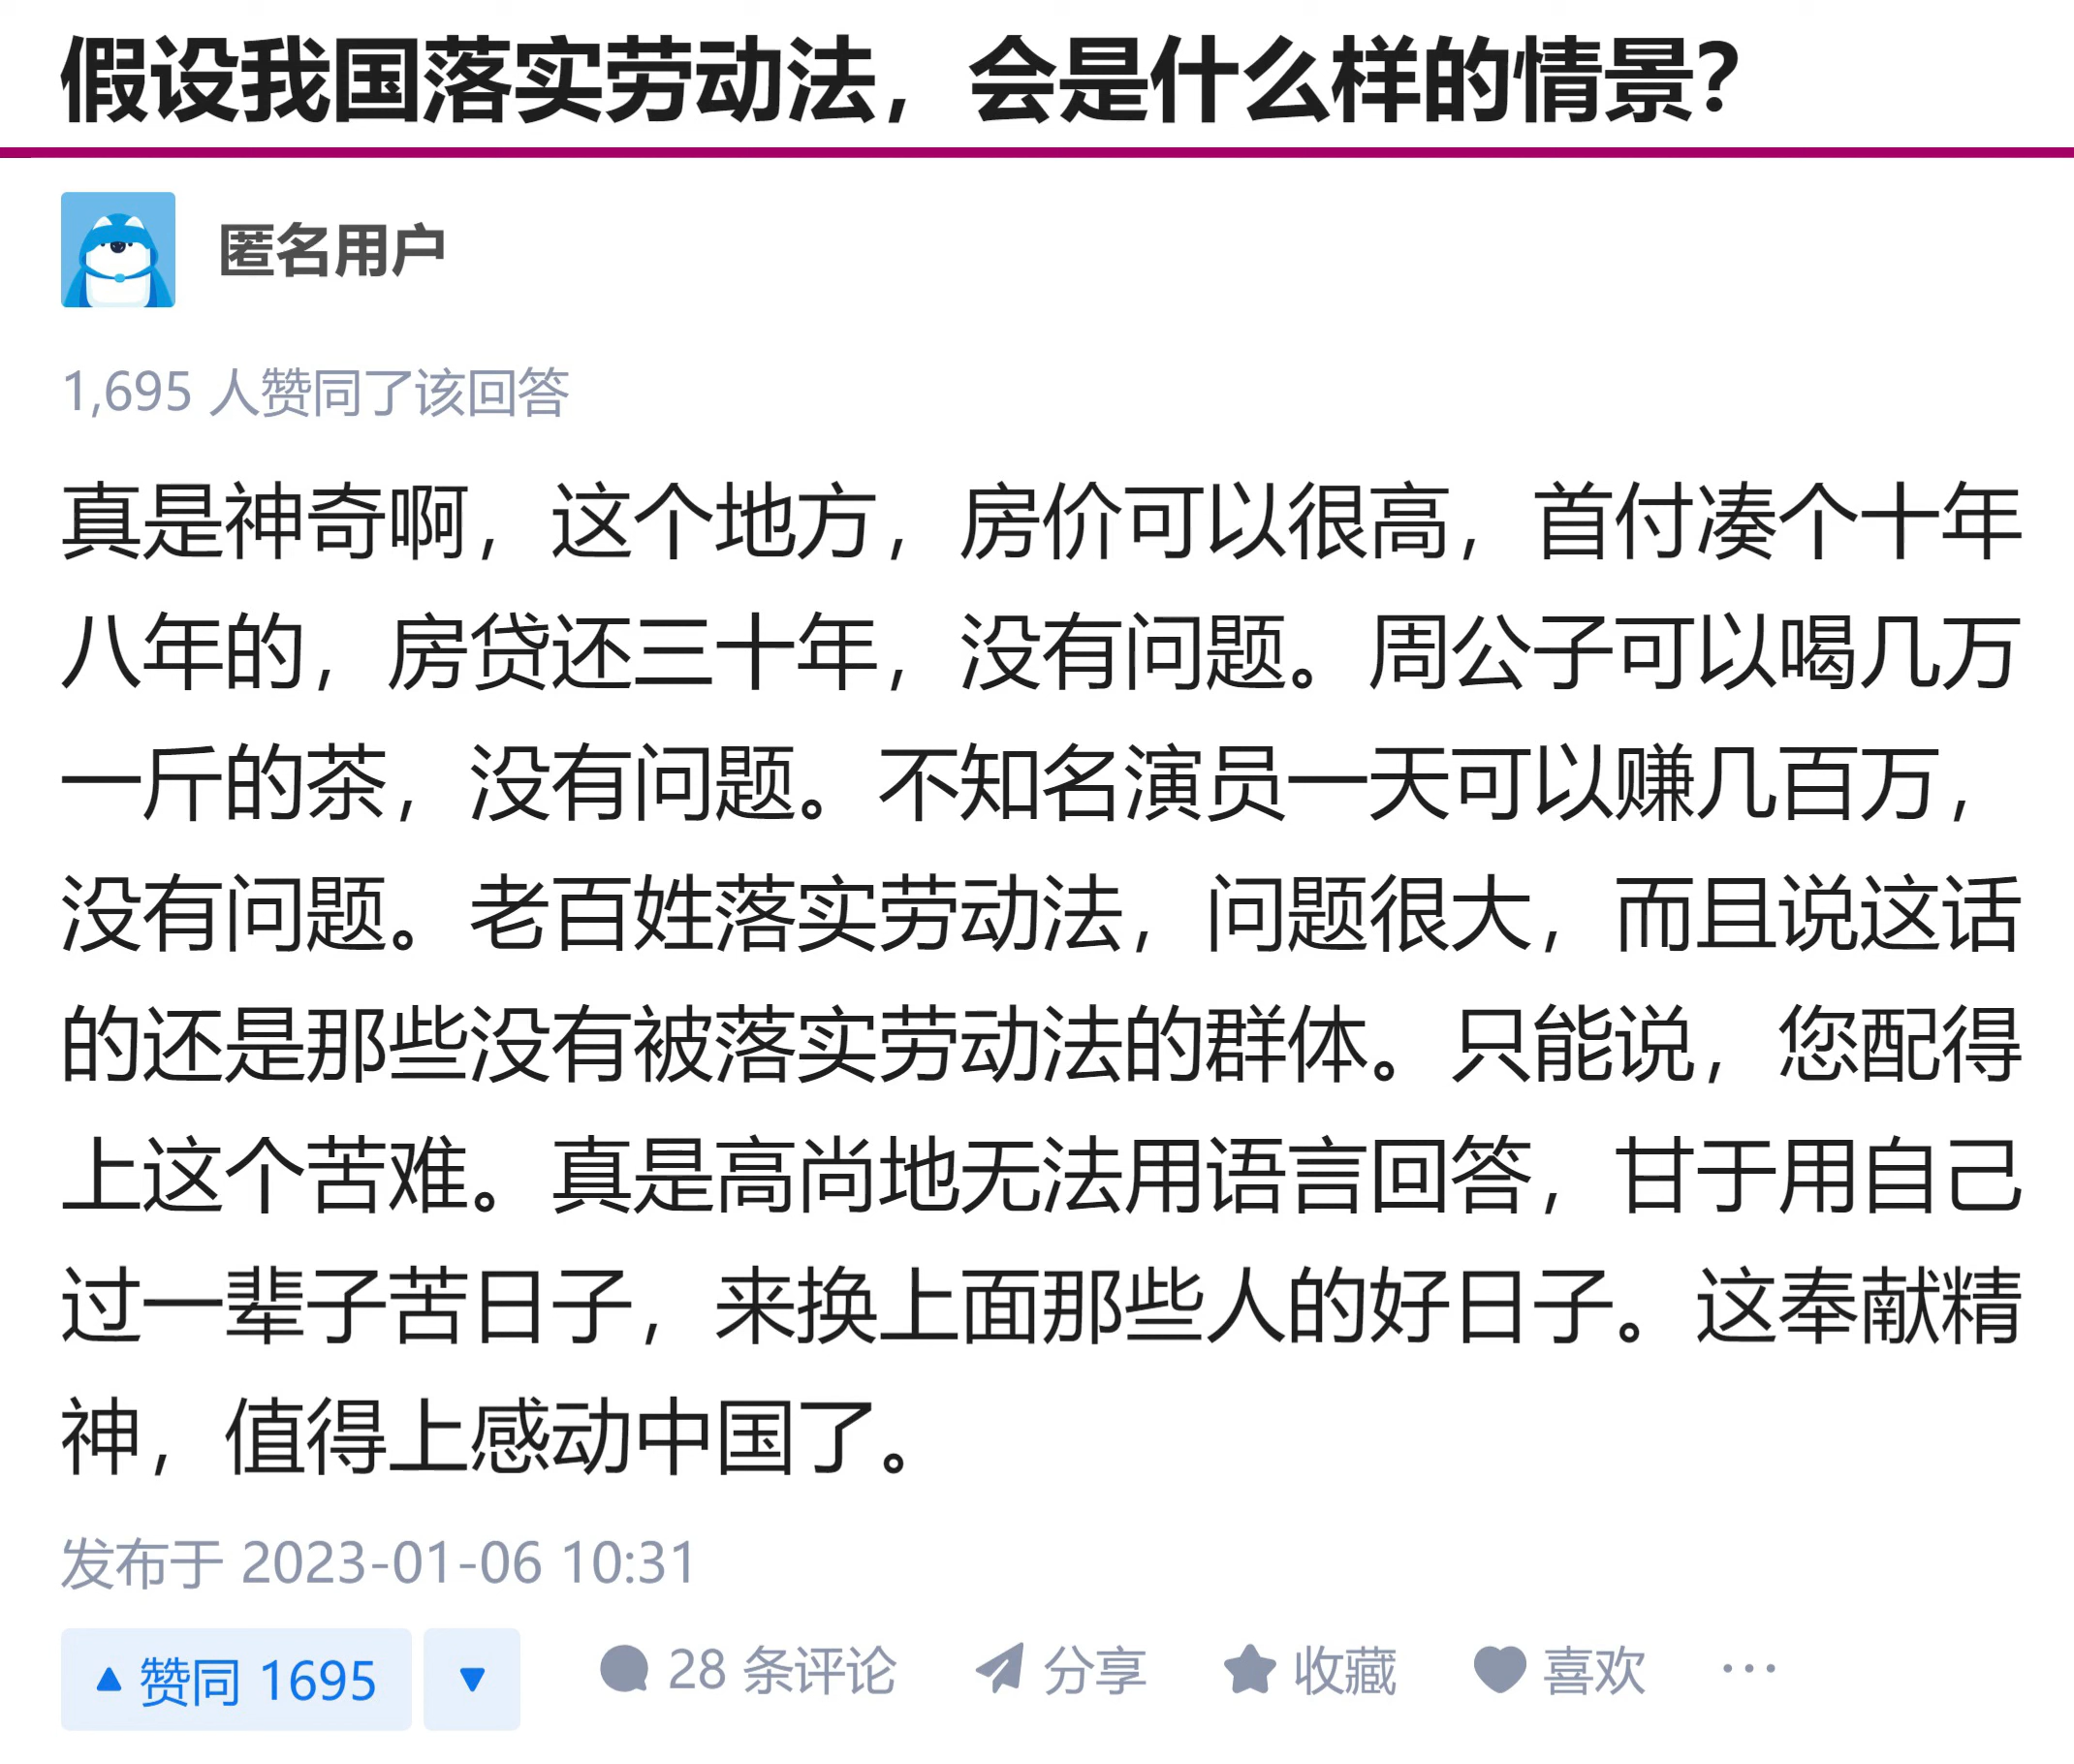 假设我国落实劳动法，会是什么样的情景？
匿名用户
1,695 人赞同了该回答
真是神奇啊，这个地方，房价可以很高，首付凑个十年
八年的，房贷还三十年，没有问题。周公子可以喝几万
一斤的茶，没有问题。不知名演员一天可以赚几百万，
没有问题。老百姓落实劳动法，问题很大，而且说这话
的还是那些没有被落实劳动法的群体。只能说，您配得
上这个苦难。真是高尚地无法用语言回答，甘于用自己
过一辈子苦日子，来换上面那些人的好日子。这奉献精
神，值得上感动中国了。
发布于 2023-01-06 10:31
赞同 1695 28 条评论 分享 收藏 喜欢 ···